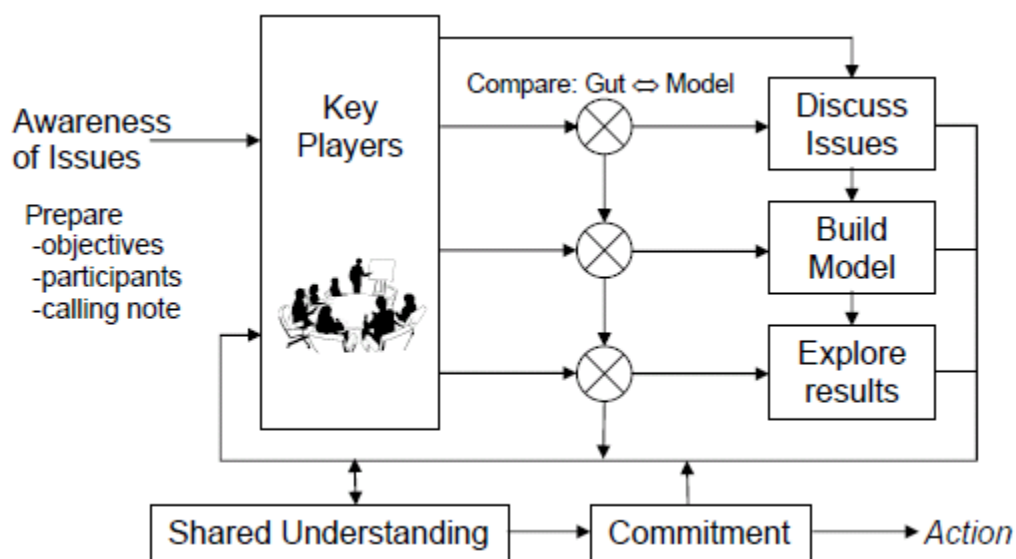 Compare: Gut ⇔ Model
Key
Players
Discuss
Issues
Awareness
of Issues
Prepare
-objectives
-participants
-calling note
Build
Model
Explore
results
Shared Understanding
Commitment
Action